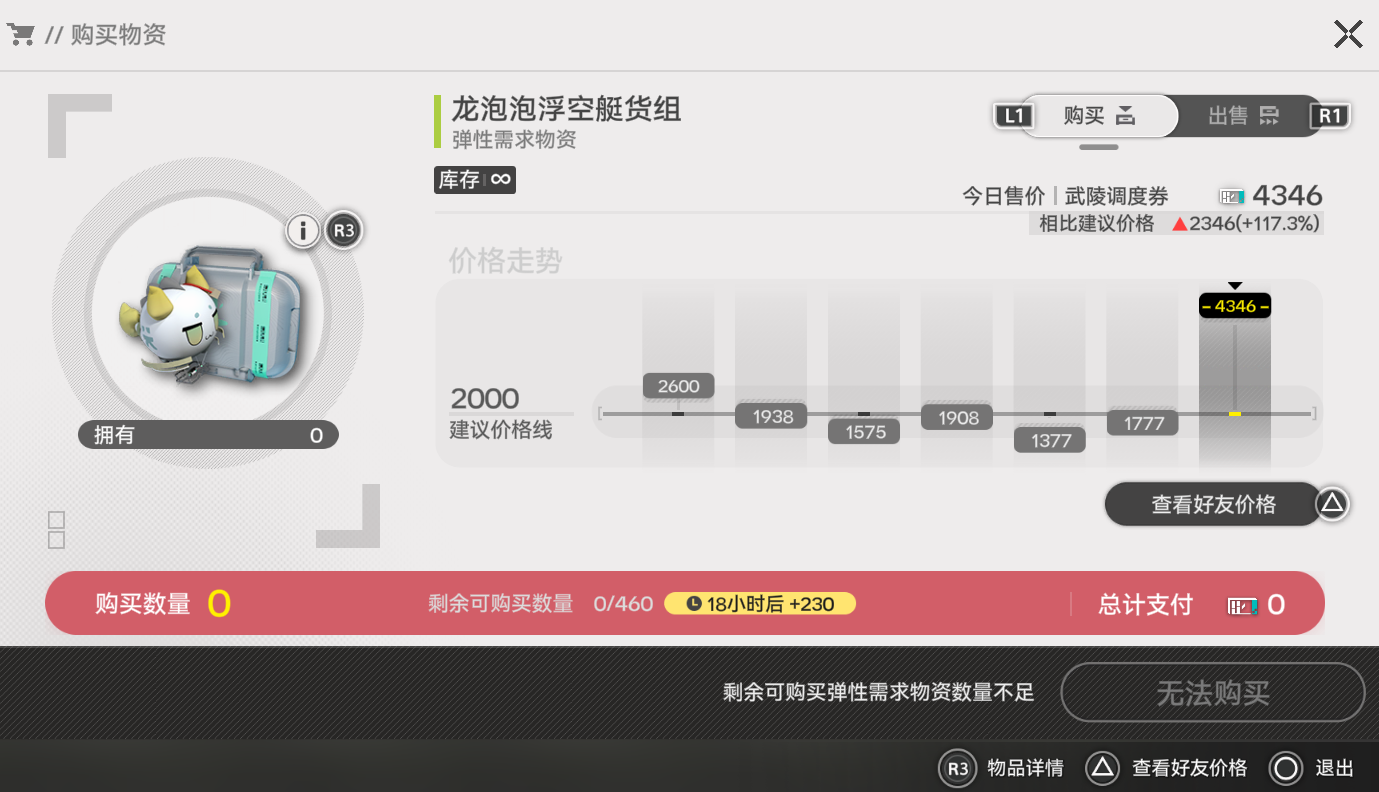 // 购买物资
龙泡泡浮空艇货组
弹性需求物资
库存 ∞
L1 购买 出售 R1
今日售价 | 武陵调度券 4346
相比建议价格 ▲2346(+117.3%)
i R3
价格走势
2600 1938 1575 1908 1377 1777 4346
2000
建议价格线
拥有 0
查看好友价格
购买数量 0 剩余可购买数量 0/460 18小时后 +230 总计支付 0
剩余可购买弹性需求物资数量不足 无法购买
R3 物品详情 查看好友价格 退出